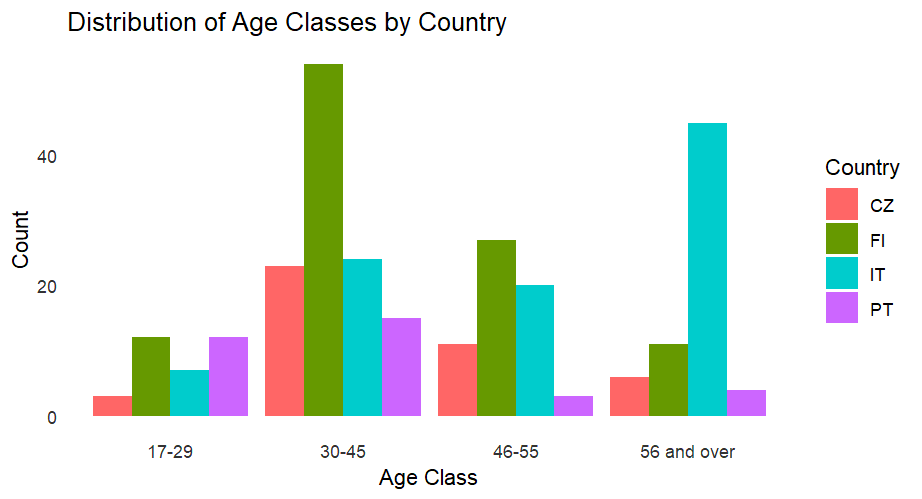 Distribution of Age Classes by Country
40
20
0
Count
17-29 30-45 46-55 56 and over
Age Class
Country
CZ
FI
IT
PT